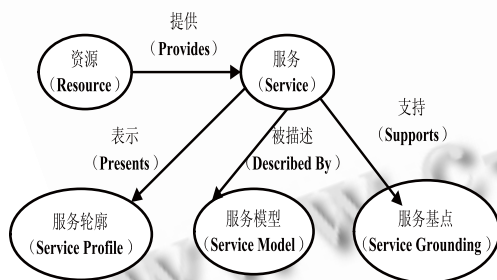 提供
（Provides）
资源
（Resource）
服务
（Service）
表示
（Presents）
被描述
（Described By）
支持
（Supports）
服务轮廓
（Service Profile）
服务模型
（Service Model）
服务基点
（Service Grounding）